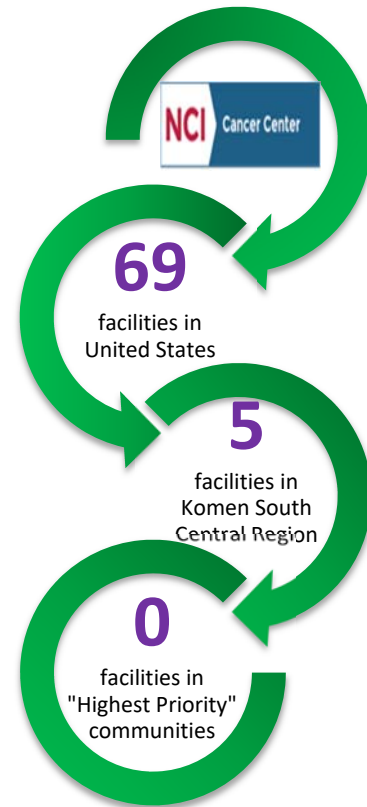 NCI Cancer Center
69
facilities in
United States
5
facilities in
Komen South
Central Region
0
facilities in
"Highest Priority"
communities